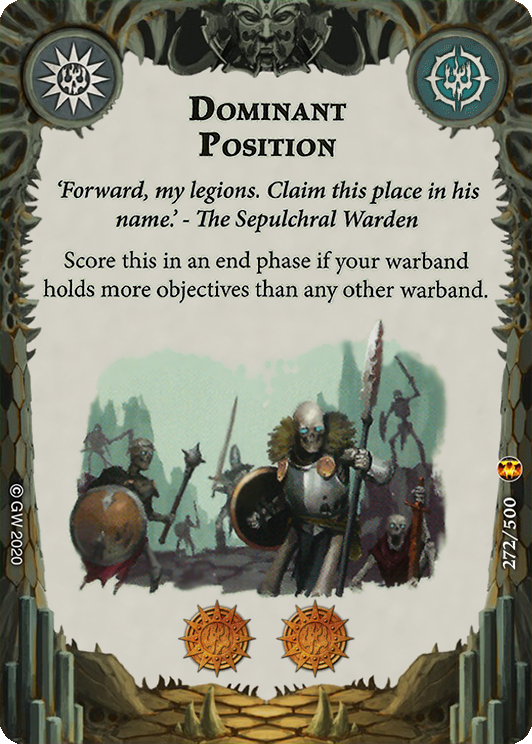 DOMINANT
POSITION
‘Forward, my legions. Claim this place in his
name.’ - The Sepulchral Warden
Score this in an end phase if your warband
holds more objectives than any other warband.
© GW 2020
272/500